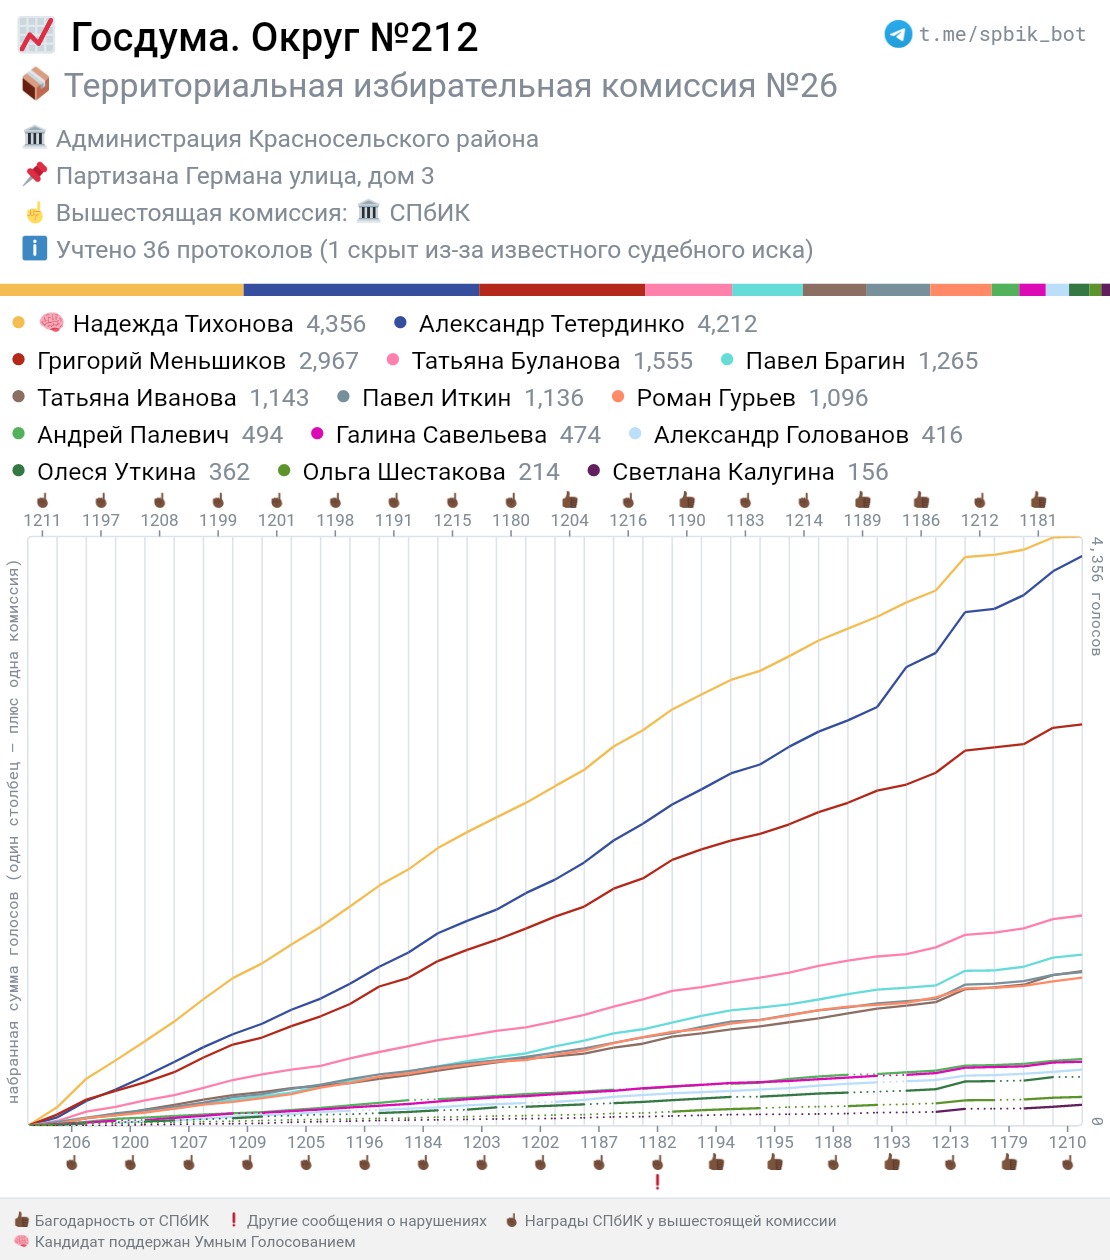 Госдума. Округ №212
t.me/spbik_bot
Территориальная избирательная комиссия №26
Администрация Красносельского района
Партизана Германа улица, дом 3
Вышестоящая комиссия: СПбИК
Учтено 36 протоколов (1 скрыт из-за известного судебного иска)
Надежда Тихонова 4,356 Александр Тетердинко 4,212
Григорий Меньшиков 2,967 Татьяна Буланова 1,555 Павел Брагин 1,265
Татьяна Иванова 1,143 Павел Иткин 1,136 Роман Гурьев 1,096
Андрей Палевич 494 Галина Савельева 474 Александр Голованов 416
Олеся Уткина 362 Ольга Шестакова 214 Светлана Калугина 156
1211 1197 1208 1199 1201 1198 1191 1215 1180 1204 1216 1190 1183 1214 1189 1186 1212 1181
набранная сумма голосов (один столбец – плюс одна комиссия)
4,356 голосов
0
1206 1200 1207 1209 1205 1196 1184 1203 1202 1187 1182 1194 1195 1188 1193 1213 1179 1210
Багодарность от СПбИК Другие сообщения о нарушениях Награды СПбИК у вышестоящей комиссии
Кандидат поддержан Умным Голосованием